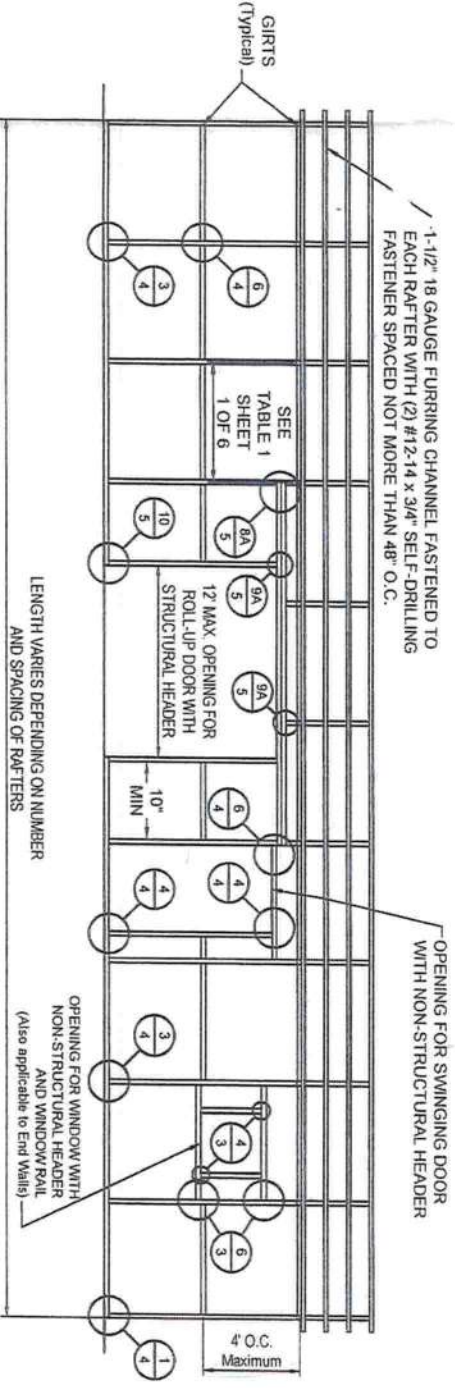 GIRTS
(Typical)
1-1/2" 18 GAUGE FURRING CHANNEL FASTENED TO
EACH RAFTER WITH (2) #12-14 x 3/4" SELF-DRILLING
FASTENER SPACED NOT MORE THAN 48" O.C.
OPENING FOR SWINGING DOOR
WITH NON-STRUCTURAL HEADER
3
4
6
4
SEE
TABLE 1
SHEET
1 OF 6
8A
5
10
5
9A
5
12' MAX. OPENING FOR
ROLL-UP DOOR WITH
STRUCTURAL HEADER
9A
5
10"
MIN
6
4
4
4
4
4
3
4
4
3
6
3
OPENING FOR WINDOW WITH
NON-STRUCTURAL HEADER
AND WINDOW RAIL
(Also applicable to End Walls)
4' O.C.
Maximum
1
4
LENGTH VARIES DEPENDING ON NUMBER
AND SPACING OF RAFTERS